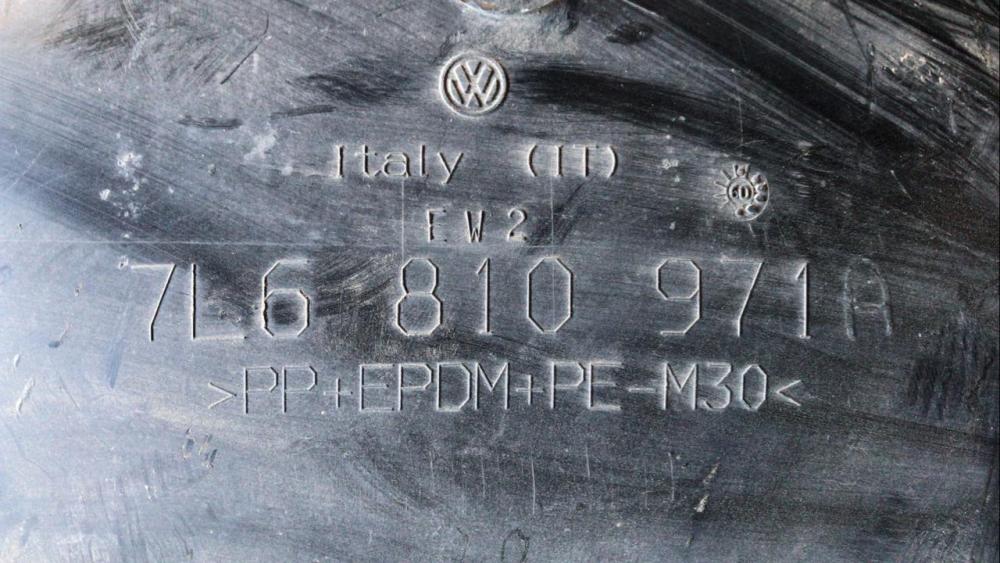 Italy (IT)
EW2
7L6 810 971 A
>PP+EPDM+PE-M30<